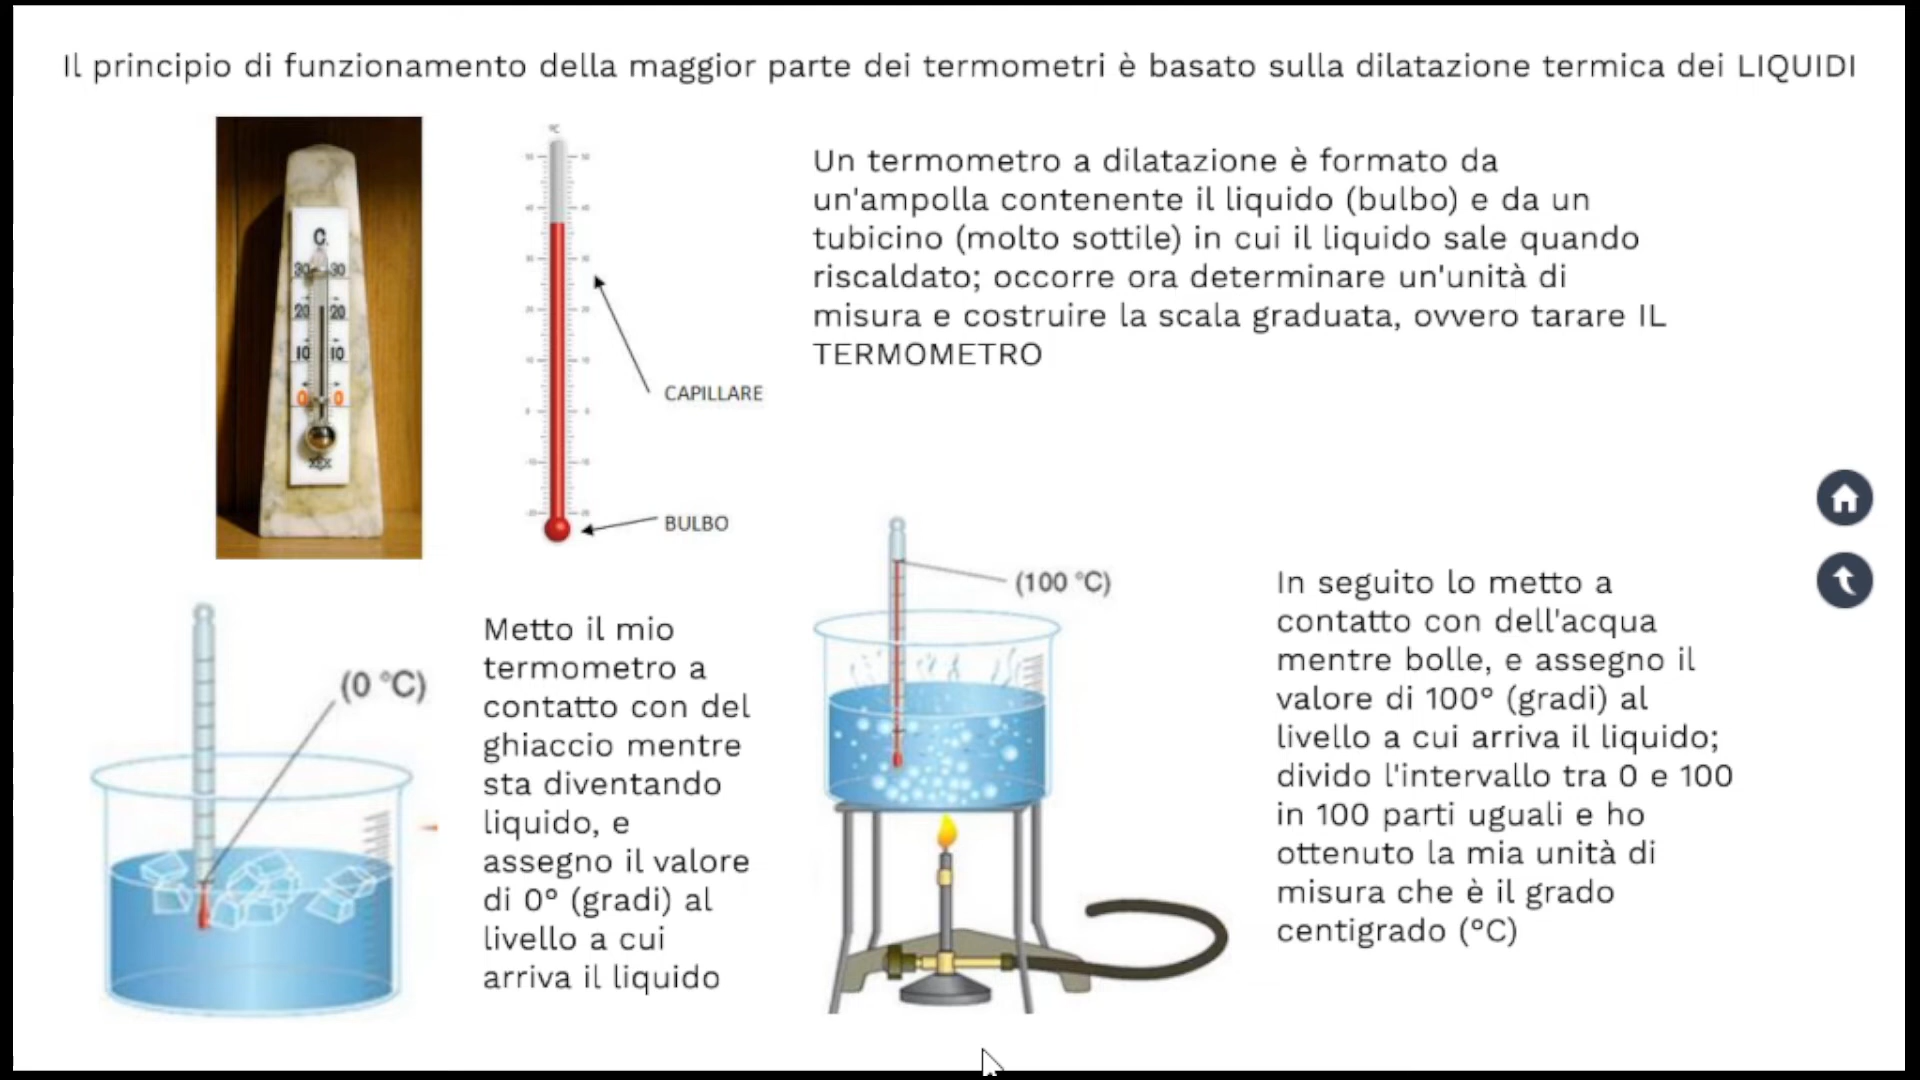 Il principio di funzionamento della maggior parte dei termometri è basato sulla dilatazione termica dei LIQUIDI
Un termometro a dilatazione è formato da
un'ampolla contenente il liquido (bulbo) e da un
tubicino (molto sottile) in cui il liquido sale quando
riscaldato; occorre ora determinare un'unità di
misura e costruire la scala graduata, ovvero tarare IL
TERMOMETRO
C.
30 30
20 20
10 10
0 0
CAPILLARE
BULBO
(0 °C)
Metto il mio
termometro a
contatto con del
ghiaccio mentre
sta diventando
liquido, e
assegno il valore
di 0° (gradi) al
livello a cui
arriva il liquido
(100 °C)
In seguito lo metto a
contatto con dell'acqua
mentre bolle, e assegno il
valore di 100° (gradi) al
livello a cui arriva il liquido;
divido l'intervallo tra 0 e 100
in 100 parti uguali e ho
ottenuto la mia unità di
misura che è il grado
centigrado (°C)